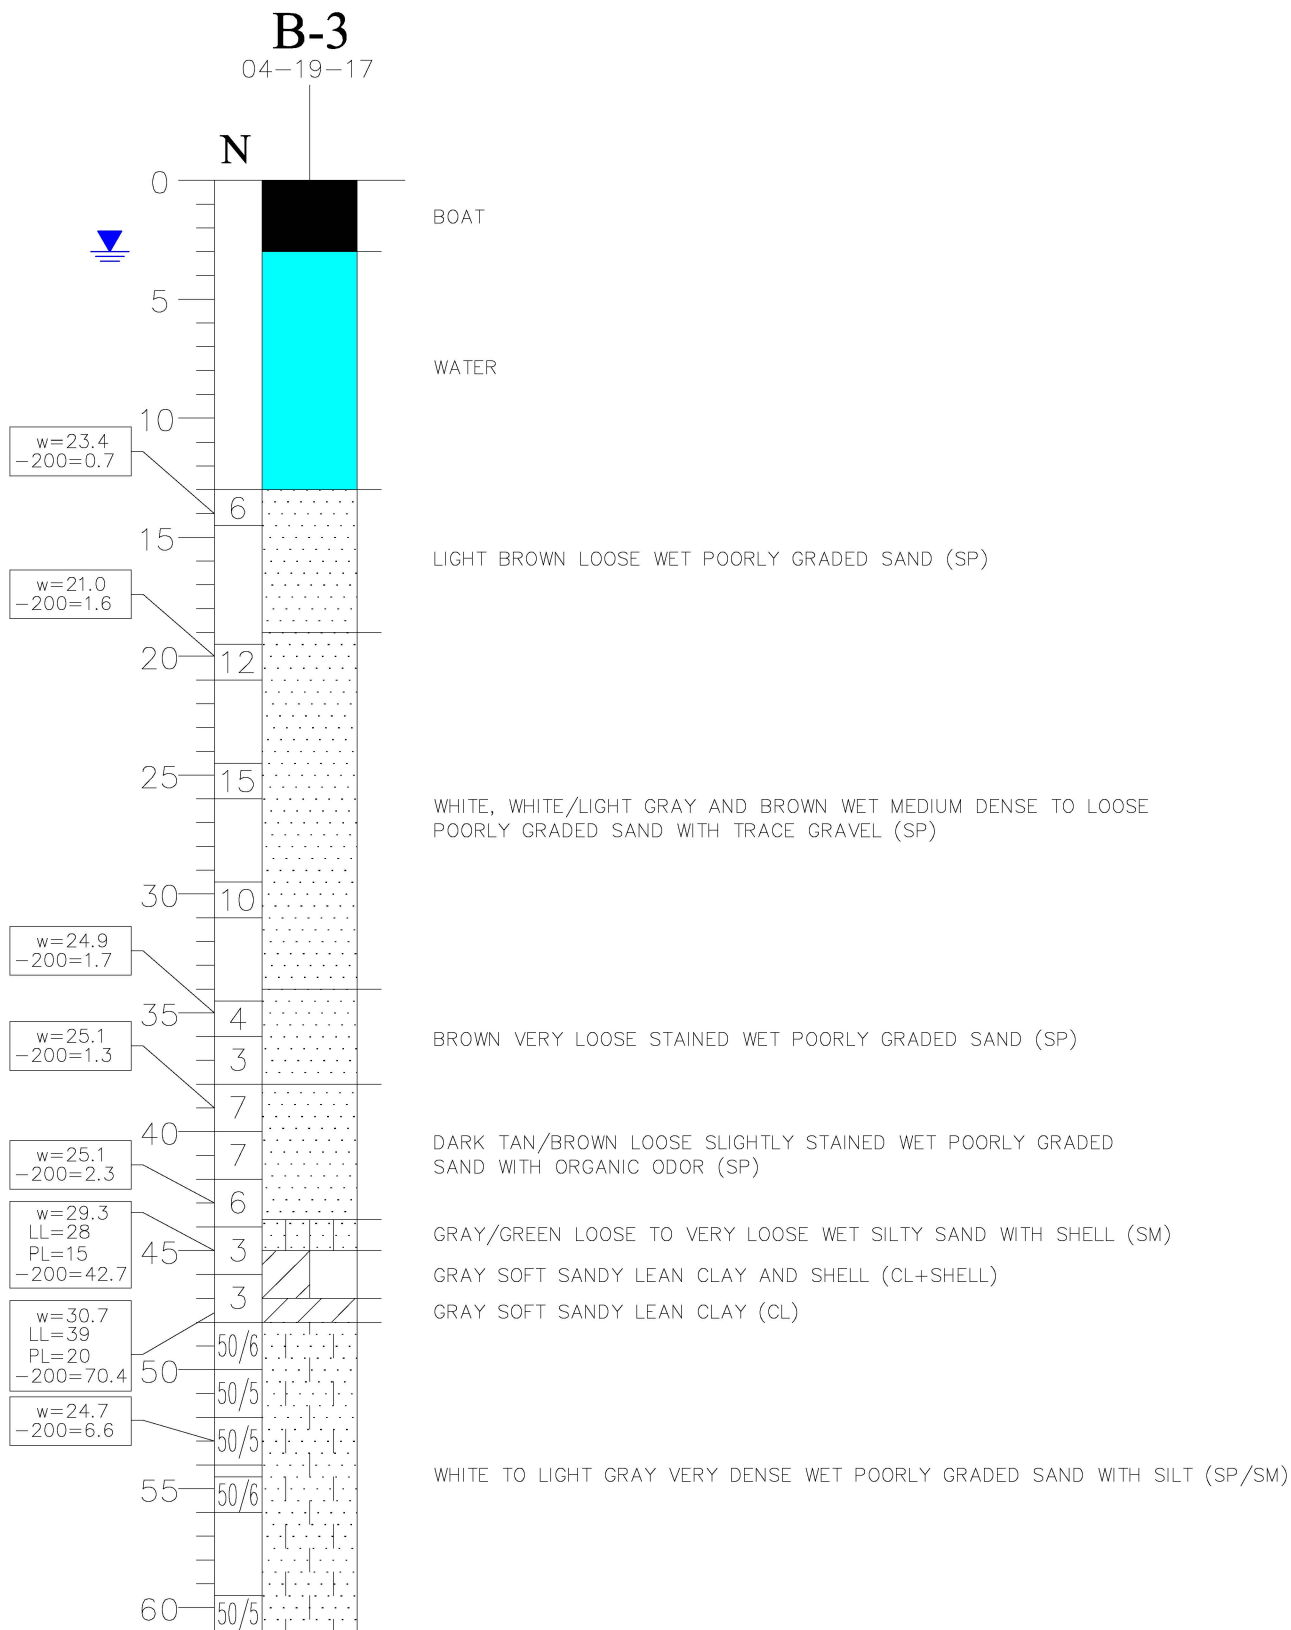 B-3
04-19-17
N
0
BOAT
5
WATER
10
w=23.4
-200=0.7
6
15
LIGHT BROWN LOOSE WET POORLY GRADED SAND (SP)
w=21.0
-200=1.6
20
12
25
15
WHITE, WHITE/LIGHT GRAY AND BROWN WET MEDIUM DENSE TO LOOSE
POORLY GRADED SAND WITH TRACE GRAVEL (SP)
30
10
w=24.9
-200=1.7
35
4
BROWN VERY LOOSE STAINED WET POORLY GRADED SAND (SP)
w=25.1
-200=1.3
3
7
40
DARK TAN/BROWN LOOSE SLIGHTLY STAINED WET POORLY GRADED
SAND WITH ORGANIC ODOR (SP)
7
w=25.1
-200=2.3
6
w=29.3
LL=28
PL=15
-200=42.7
45
3
GRAY/GREEN LOOSE TO VERY LOOSE WET SILTY SAND WITH SHELL (SM)
GRAY SOFT SANDY LEAN CLAY AND SHELL (CL+SHELL)
3
GRAY SOFT SANDY LEAN CLAY (CL)
w=30.7
LL=39
PL=20
-200=70.4
50/6
50
50/5
w=24.7
-200=6.6
50/5
WHITE TO LIGHT GRAY VERY DENSE WET POORLY GRADED SAND WITH SILT (SP/SM)
55
50/6
60
50/5